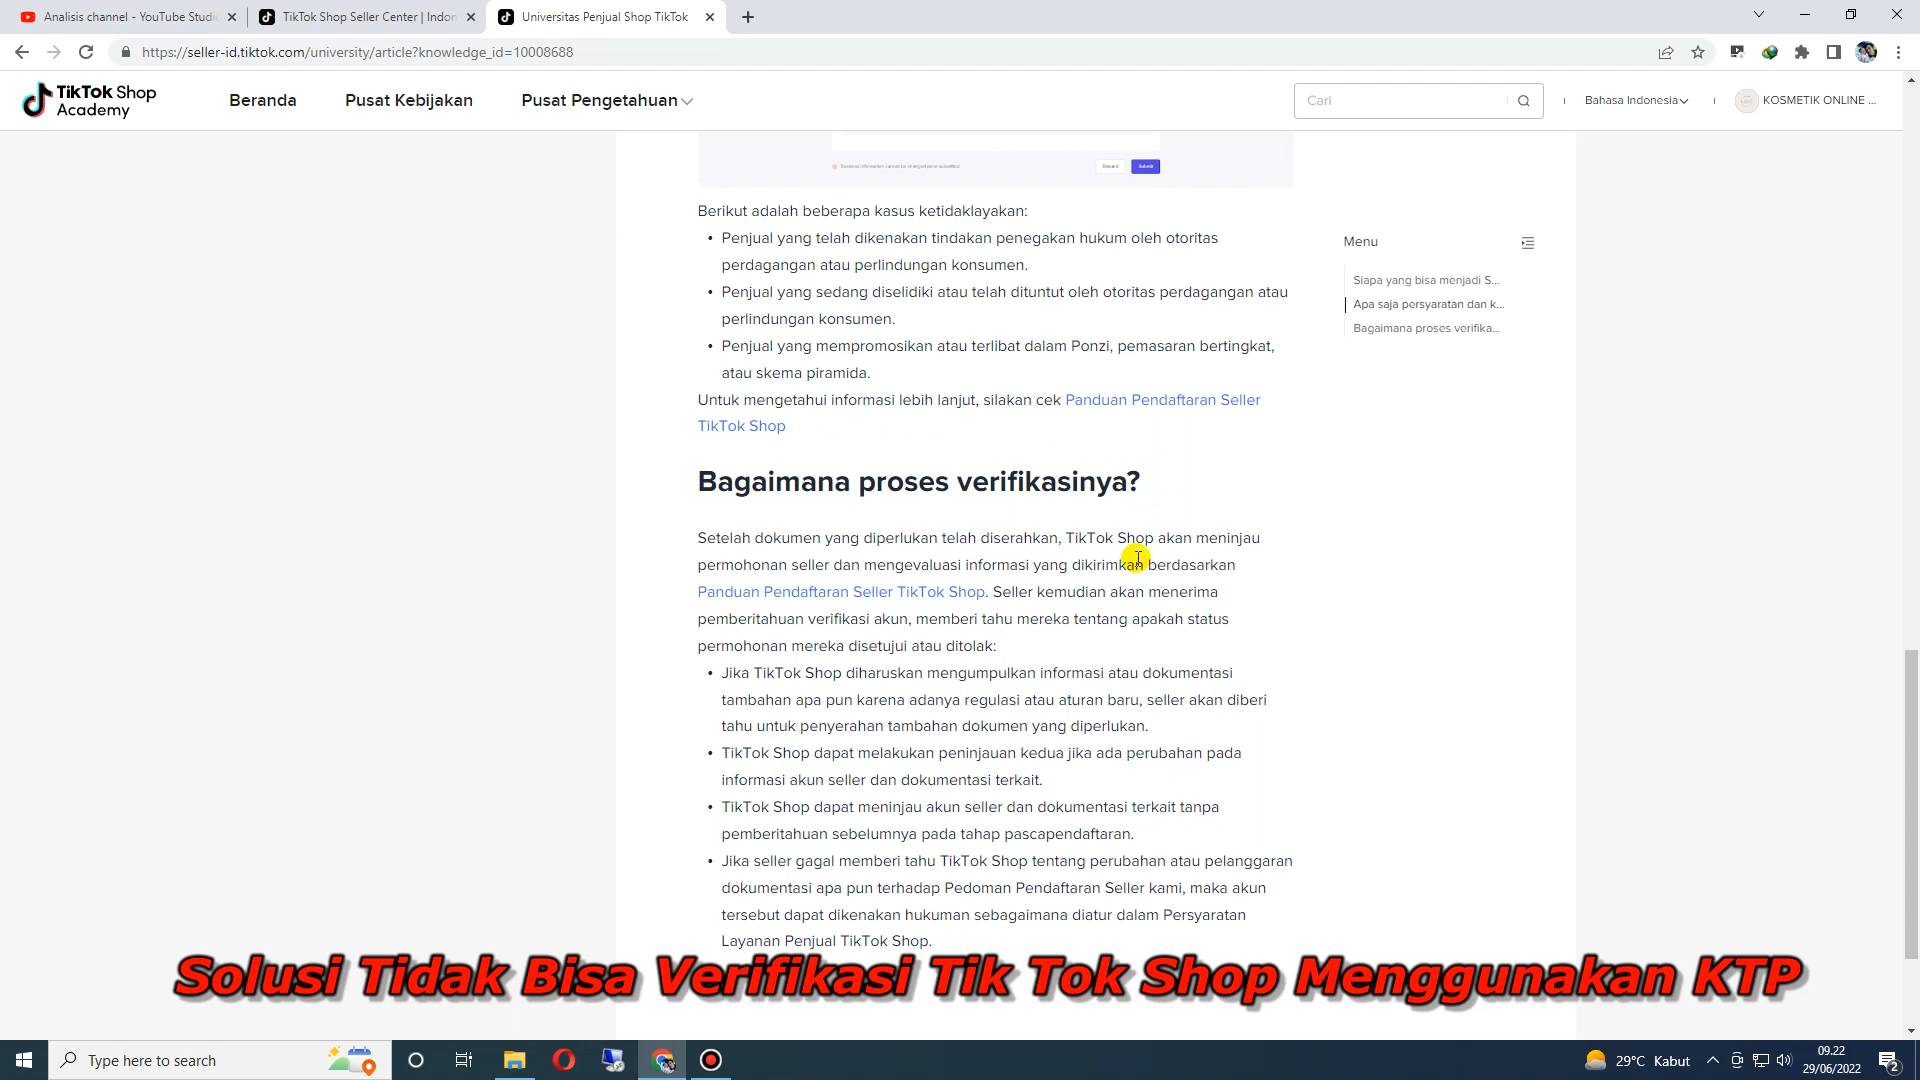 Analisis channel - YouTube Studi
TikTok Shop Seller Center | Indon
Universitas Penjual Shop TikTok
https://seller-id.tiktok.com/university/article?knowledge_id=10008688
TikTok Shop
Academy
Beranda
Pusat Kebijakan
Pusat Pengetahuan
Cari
Bahasa Indonesia
KOSMETIK ONLINE ...
Business information cannot be changed once submitted.
Discard
Submit
Berikut adalah beberapa kasus ketidaklayakan:
• Penjual yang telah dikenakan tindakan penegakan hukum oleh otoritas
perdagangan atau perlindungan konsumen.
• Penjual yang sedang diselidiki atau telah dituntut oleh otoritas perdagangan atau
perlindungan konsumen.
• Penjual yang mempromosikan atau terlibat dalam Ponzi, pemasaran bertingkat,
atau skema piramida.
Untuk mengetahui informasi lebih lanjut, silakan cek Panduan Pendaftaran Seller
TikTok Shop
Menu
Siapa yang bisa menjadi S...
Apa saja persyaratan dan k...
Bagaimana proses verifika...
Bagaimana proses verifikasinya?
Setelah dokumen yang diperlukan telah diserahkan, TikTok Shop akan meninjau
permohonan seller dan mengevaluasi informasi yang dikirimkan berdasarkan
Panduan Pendaftaran Seller TikTok Shop. Seller kemudian akan menerima
pemberitahuan verifikasi akun, memberi tahu mereka tentang apakah status
permohonan mereka disetujui atau ditolak:
• Jika TikTok Shop diharuskan mengumpulkan informasi atau dokumentasi
tambahan apa pun karena adanya regulasi atau aturan baru, seller akan diberi
tahu untuk penyerahan tambahan dokumen yang diperlukan.
• TikTok Shop dapat melakukan peninjauan kedua jika ada perubahan pada
informasi akun seller dan dokumentasi terkait.
• TikTok Shop dapat meninjau akun seller dan dokumentasi terkait tanpa
pemberitahuan sebelumnya pada tahap pascapendaftaran.
• Jika seller gagal memberi tahu TikTok Shop tentang perubahan atau pelanggaran
dokumentasi apa pun terhadap Pedoman Pendaftaran Seller kami, maka akun
tersebut dapat dikenakan hukuman sebagaimana diatur dalam Persyaratan
Layanan Penjual TikTok Shop.
Solusi Tidak Bisa Verifikasi Tik Tok Shop Menggunakan KTP
Type here to search
29°C Kabut
09.22
29/06/2022
2